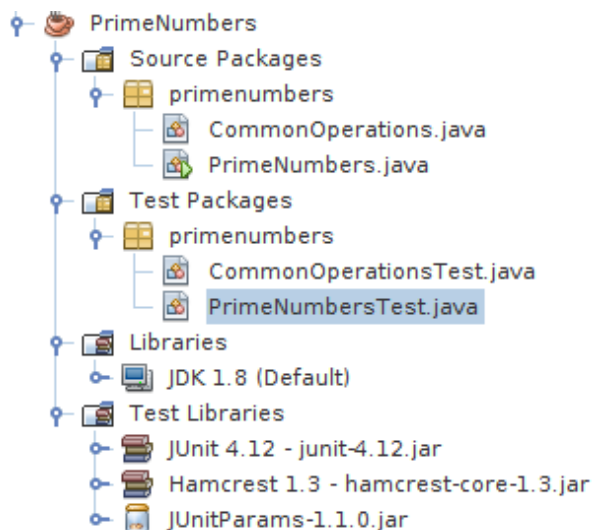 PrimeNumbers
Source Packages
primenumbers
CommonOperations.java
PrimeNumbers.java
Test Packages
primenumbers
CommonOperationsTest.java
PrimeNumbersTest.java
Libraries
JDK 1.8 (Default)
Test Libraries
JUnit 4.12 - junit-4.12.jar
Hamcrest 1.3 - hamcrest-core-1.3.jar
JUnitParams-1.1.0.jar